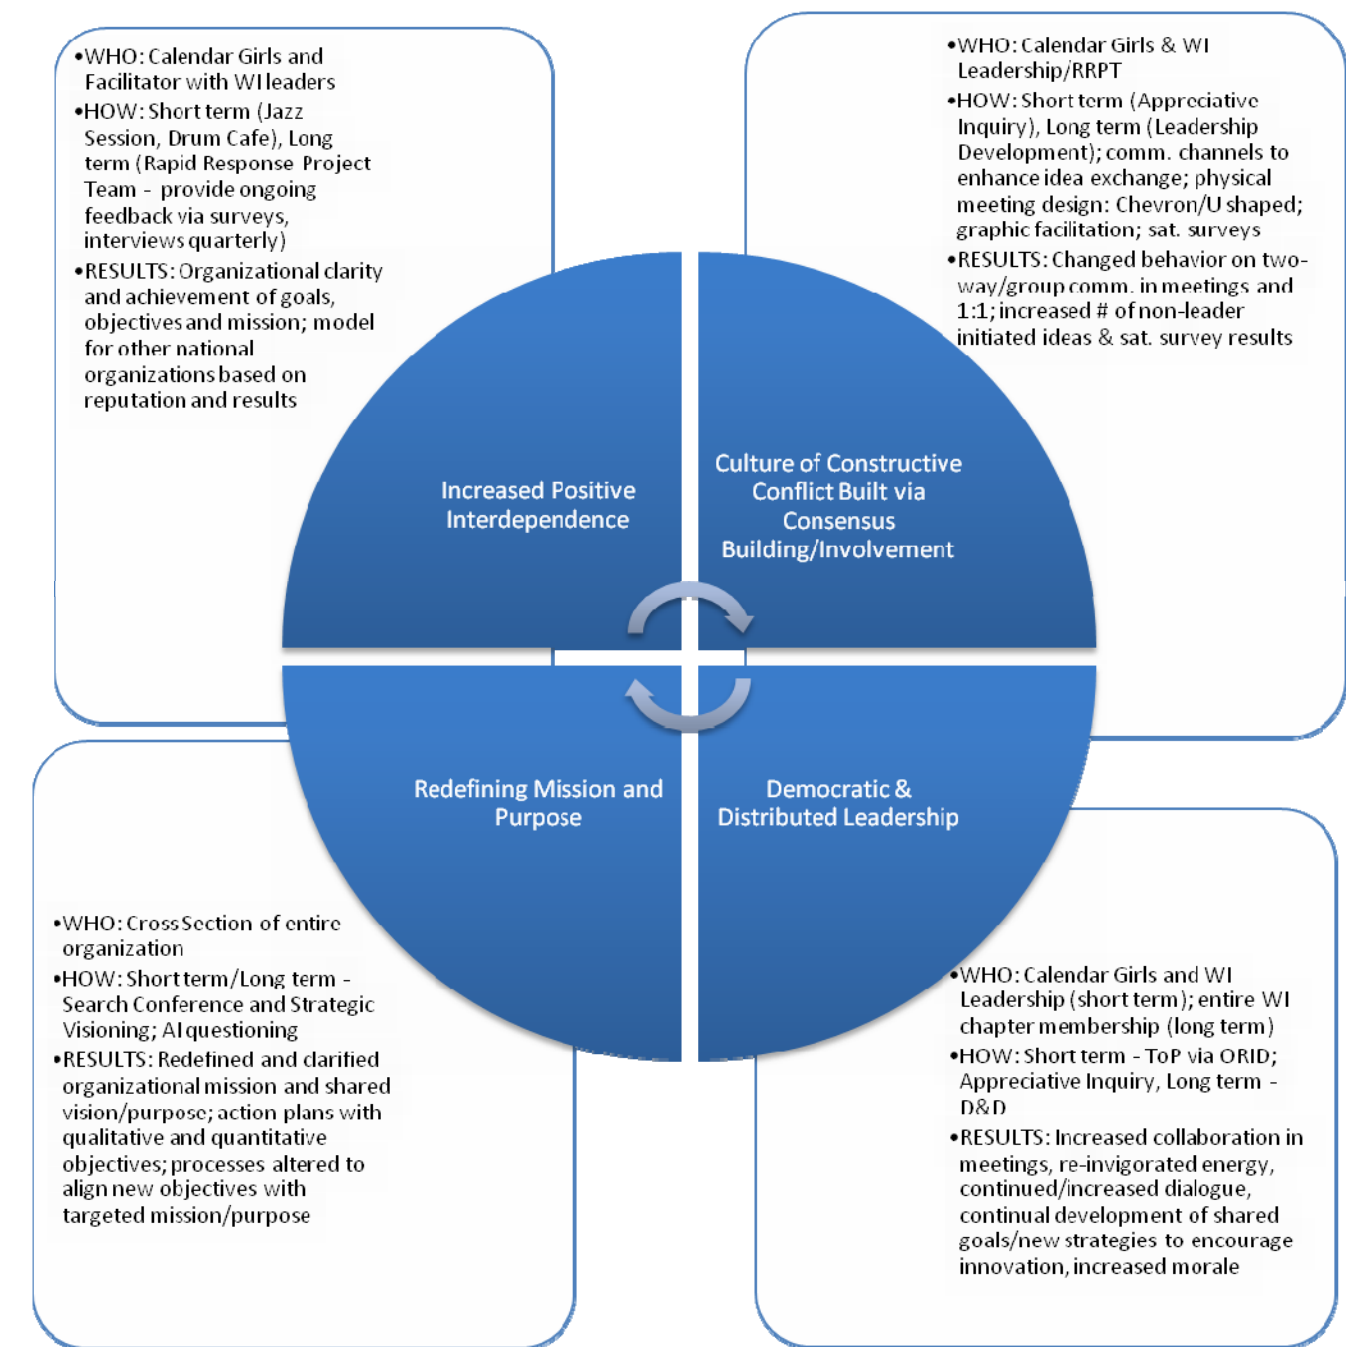 •WHO: Calendar Girls and
Facilitator with WI leaders
•HOW: Short term (Jazz
Session, Drum Cafe), Long
term (Rapid Response Project
Team - provide ongoing
feedback via surveys,
interviews quarterly)
•RESULTS: Organizational clarity
and achievement of goals,
objectives and mission; model
for other national
organizations based on
reputation and results
•WHO: Calendar Girls & WI
Leadership/RRPT
•HOW: Short term (Appreciative
Inquiry), Long term (Leadership
Development); comm. channels to
enhance idea exchange; physical
meeting design: Chevron/U shaped;
graphic facilitation; sat. surveys
•RESULTS: Changed behavior on two-
way/group comm. in meetings and
1:1; increased # of non-leader
initiated ideas & sat. survey results
Increased Positive
Interdependence
Culture of Constructive
Conflict Built via
Consensus
Building/Involvement
Redefining Mission and
Purpose
Democratic &
Distributed Leadership
•WHO: Cross Section of entire
organization
•HOW: Short term/Long term -
Search Conference and Strategic
Visioning; AI questioning
•RESULTS: Redefined and clarified
organizational mission and shared
vision/purpose; action plans with
qualitative and quantitative
objectives; processes altered to
align new objectives with
targeted mission/purpose
•WHO: Calendar Girls and WI
Leadership (short term); entire WI
chapter membership (long term)
•HOW: Short term - ToP via ORID;
Appreciative Inquiry, Long term -
D&D
•RESULTS: Increased collaboration in
meetings, re-invigorated energy,
continued/increased dialogue,
continual development of shared
goals/new strategies to encourage
innovation, increased morale